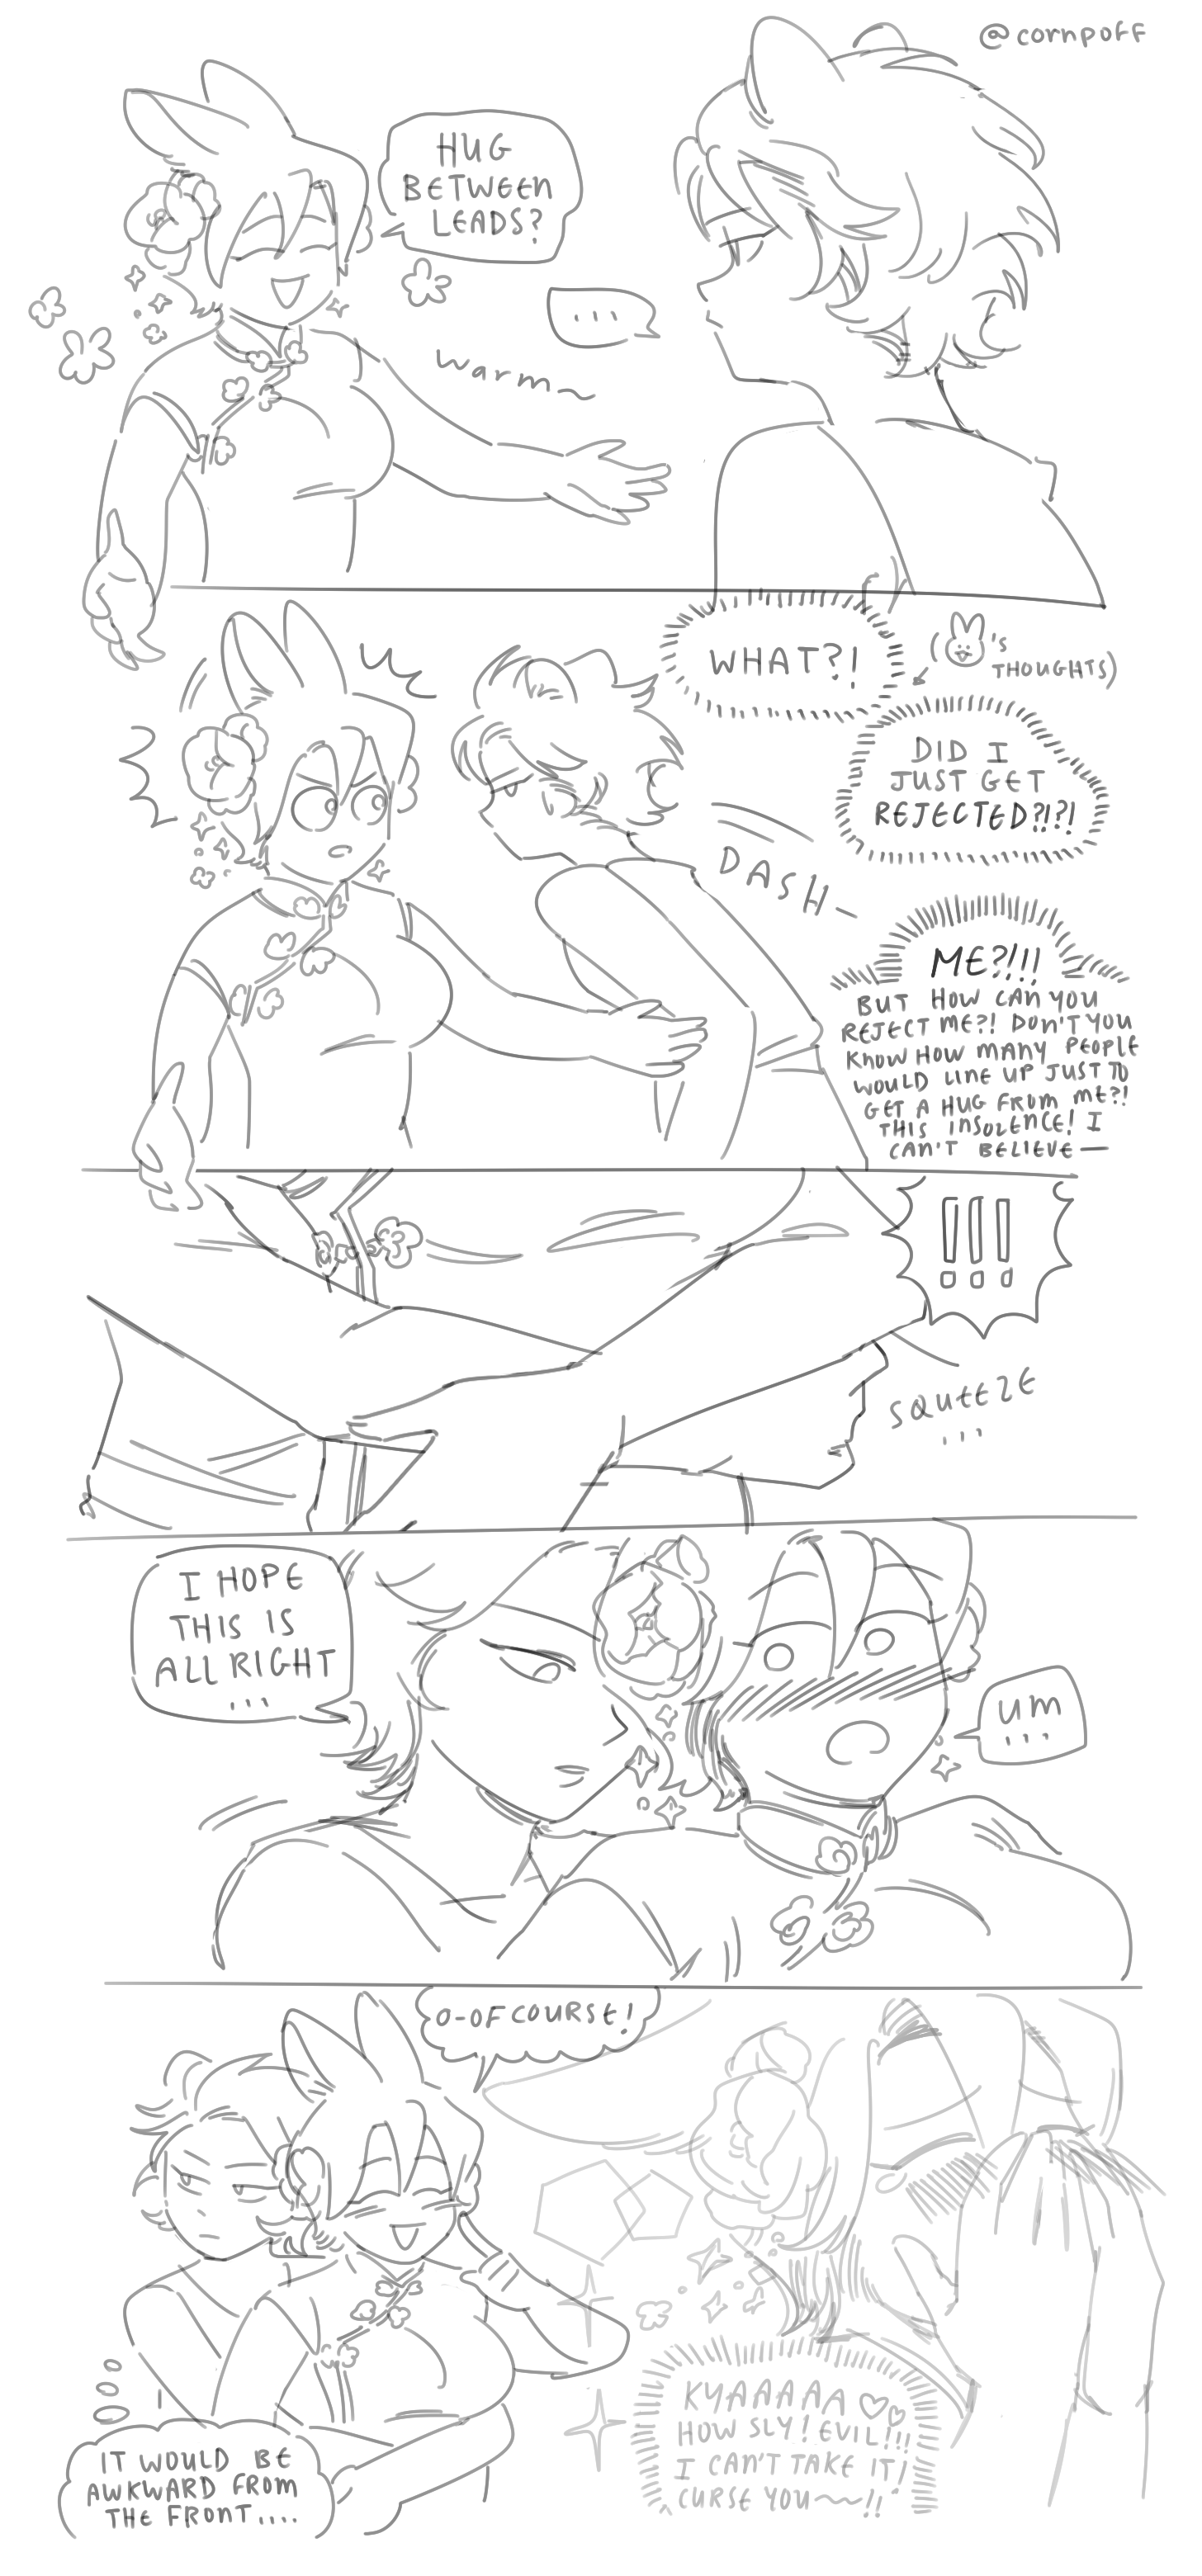 @cornpoff
HUG
BETWEEN
LEADS?
...
warm~
WHAT?!
( 's
THOUGHTS)
DID I
JUST GET
REJECTED?!?!
DASH—
ME?!!!
BUT HOW CAN YOU
REJECT ME?! DON'T YOU
KNOW HOW MANY PEOPLE
WOULD LINE UP JUST TO
GET A HUG FROM ME?!
THIS INSOLENCE! I
CAN'T BELIEVE—
!!!
SQUEEZE
...
I HOPE
THIS IS
ALL RIGHT
...
um
...
O-OF COURSE!
IT WOULD BE
AWKWARD FROM
THE FRONT....
KYAAAAA ♡♡
HOW SLY! EVIL!!!
I CAN'T TAKE IT!
CURSE YOU~~!!